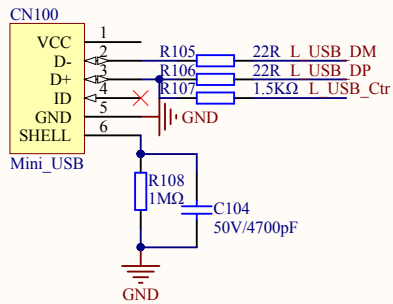 CN100
VCC 1
D- 2 R105 22R L_USB_DM
D+ 3 R106 22R L_USB_DP
ID 4 R107 1.5KΩ L_USB_Ctr
GND 5 GND
SHELL 6
Mini_USB
R108
1MΩ
C104
50V/4700pF
GND